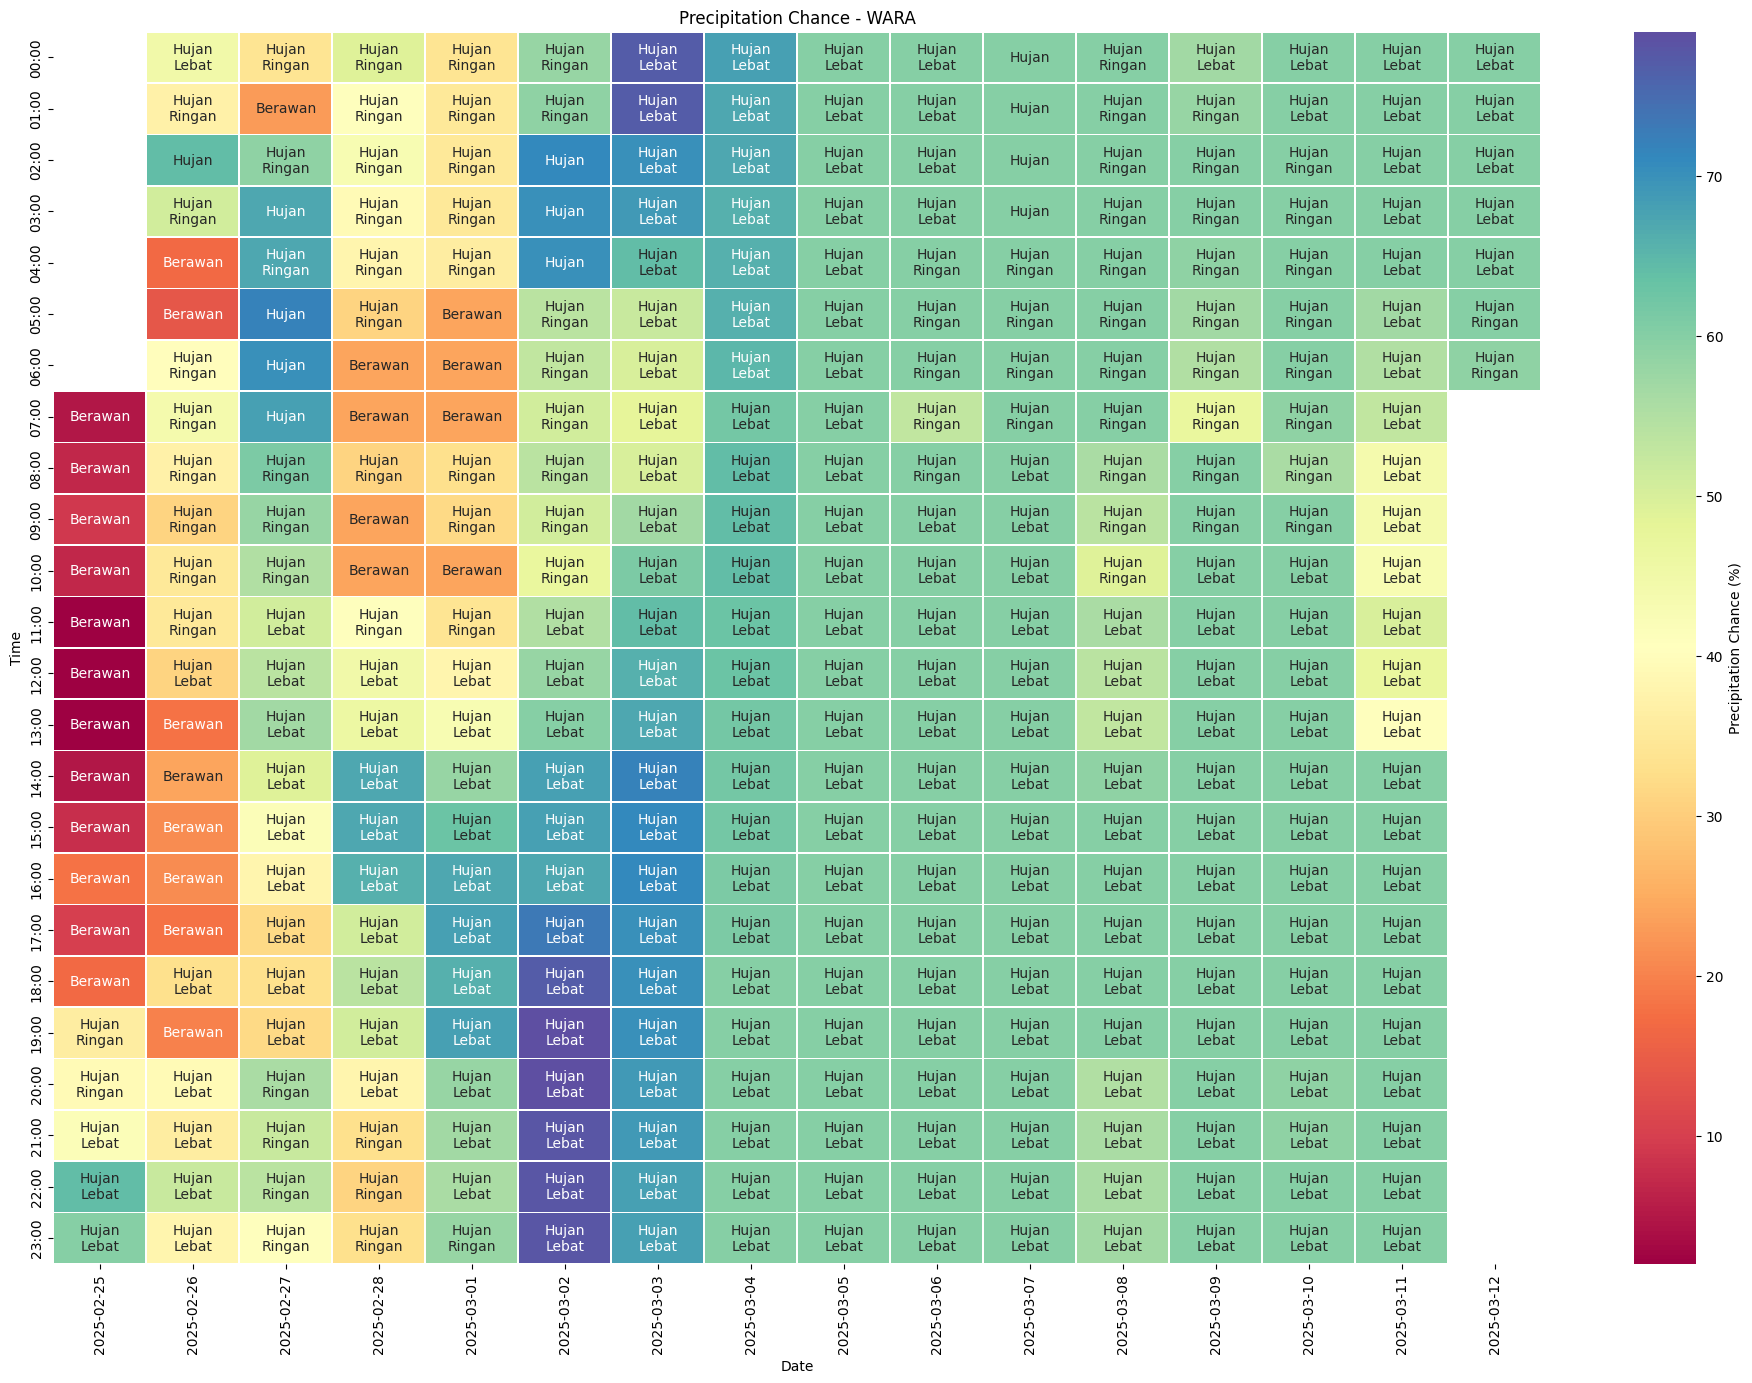 Precipitation Chance - WARA
00:00 Hujan Lebat Hujan Ringan Hujan Ringan Hujan Ringan Hujan Ringan Hujan Lebat Hujan Lebat Hujan Lebat Hujan Lebat Hujan Hujan Ringan Hujan Lebat Hujan Lebat Hujan Lebat Hujan Lebat
01:00 Hujan Ringan Berawan Hujan Ringan Hujan Ringan Hujan Ringan Hujan Lebat Hujan Lebat Hujan Lebat Hujan Lebat Hujan Hujan Ringan Hujan Ringan Hujan Lebat Hujan Lebat Hujan Lebat
02:00 Hujan Hujan Ringan Hujan Ringan Hujan Ringan Hujan Hujan Lebat Hujan Lebat Hujan Lebat Hujan Lebat Hujan Hujan Ringan Hujan Ringan Hujan Ringan Hujan Lebat Hujan Lebat
03:00 Hujan Ringan Hujan Hujan Ringan Hujan Ringan Hujan Hujan Lebat Hujan Lebat Hujan Lebat Hujan Lebat Hujan Hujan Ringan Hujan Ringan Hujan Ringan Hujan Lebat Hujan Lebat
04:00 Berawan Hujan Ringan Hujan Ringan Hujan Ringan Hujan Hujan Lebat Hujan Lebat Hujan Lebat Hujan Ringan Hujan Ringan Hujan Ringan Hujan Ringan Hujan Ringan Hujan Lebat Hujan Lebat
05:00 Berawan Hujan Hujan Ringan Berawan Hujan Ringan Hujan Lebat Hujan Lebat Hujan Lebat Hujan Ringan Hujan Ringan Hujan Ringan Hujan Ringan Hujan Ringan Hujan Lebat Hujan Ringan
06:00 Hujan Ringan Hujan Berawan Berawan Hujan Ringan Hujan Lebat Hujan Lebat Hujan Lebat Hujan Ringan Hujan Ringan Hujan Ringan Hujan Ringan Hujan Ringan Hujan Lebat Hujan Ringan
07:00 Berawan Hujan Ringan Hujan Berawan Berawan Hujan Ringan Hujan Lebat Hujan Lebat Hujan Lebat Hujan Ringan Hujan Ringan Hujan Ringan Hujan Ringan Hujan Ringan Hujan Lebat
08:00 Berawan Hujan Ringan Hujan Ringan Hujan Ringan Hujan Ringan Hujan Ringan Hujan Lebat Hujan Lebat Hujan Lebat Hujan Ringan Hujan Lebat Hujan Ringan Hujan Ringan Hujan Ringan Hujan Lebat
09:00 Berawan Hujan Ringan Hujan Ringan Berawan Hujan Ringan Hujan Ringan Hujan Lebat Hujan Lebat Hujan Lebat Hujan Lebat Hujan Lebat Hujan Ringan Hujan Ringan Hujan Ringan Hujan Lebat
10:00 Berawan Hujan Ringan Hujan Ringan Berawan Berawan Hujan Ringan Hujan Lebat Hujan Lebat Hujan Lebat Hujan Lebat Hujan Lebat Hujan Ringan Hujan Lebat Hujan Lebat Hujan Lebat
11:00 Berawan Hujan Ringan Hujan Lebat Hujan Ringan Hujan Ringan Hujan Lebat Hujan Lebat Hujan Lebat Hujan Lebat Hujan Lebat Hujan Lebat Hujan Lebat Hujan Lebat Hujan Lebat Hujan Lebat
12:00 Berawan Hujan Lebat Hujan Lebat Hujan Lebat Hujan Lebat Hujan Lebat Hujan Lebat Hujan Lebat Hujan Lebat Hujan Lebat Hujan Lebat Hujan Lebat Hujan Lebat Hujan Lebat Hujan Lebat
13:00 Berawan Berawan Hujan Lebat Hujan Lebat Hujan Lebat Hujan Lebat Hujan Lebat Hujan Lebat Hujan Lebat Hujan Lebat Hujan Lebat Hujan Lebat Hujan Lebat Hujan Lebat Hujan Lebat
14:00 Berawan Berawan Hujan Lebat Hujan Lebat Hujan Lebat Hujan Lebat Hujan Lebat Hujan Lebat Hujan Lebat Hujan Lebat Hujan Lebat Hujan Lebat Hujan Lebat Hujan Lebat Hujan Lebat
15:00 Berawan Berawan Hujan Lebat Hujan Lebat Hujan Lebat Hujan Lebat Hujan Lebat Hujan Lebat Hujan Lebat Hujan Lebat Hujan Lebat Hujan Lebat Hujan Lebat Hujan Lebat Hujan Lebat
16:00 Berawan Berawan Hujan Lebat Hujan Lebat Hujan Lebat Hujan Lebat Hujan Lebat Hujan Lebat Hujan Lebat Hujan Lebat Hujan Lebat Hujan Lebat Hujan Lebat Hujan Lebat Hujan Lebat
17:00 Berawan Berawan Hujan Lebat Hujan Lebat Hujan Lebat Hujan Lebat Hujan Lebat Hujan Lebat Hujan Lebat Hujan Lebat Hujan Lebat Hujan Lebat Hujan Lebat Hujan Lebat Hujan Lebat
18:00 Berawan Hujan Lebat Hujan Lebat Hujan Lebat Hujan Lebat Hujan Lebat Hujan Lebat Hujan Lebat Hujan Lebat Hujan Lebat Hujan Lebat Hujan Lebat Hujan Lebat Hujan Lebat Hujan Lebat
19:00 Hujan Ringan Berawan Hujan Lebat Hujan Lebat Hujan Lebat Hujan Lebat Hujan Lebat Hujan Lebat Hujan Lebat Hujan Lebat Hujan Lebat Hujan Lebat Hujan Lebat Hujan Lebat Hujan Lebat
20:00 Hujan Ringan Hujan Lebat Hujan Ringan Hujan Lebat Hujan Lebat Hujan Lebat Hujan Lebat Hujan Lebat Hujan Lebat Hujan Lebat Hujan Lebat Hujan Lebat Hujan Lebat Hujan Lebat Hujan Lebat
21:00 Hujan Lebat Hujan Lebat Hujan Ringan Hujan Ringan Hujan Lebat Hujan Lebat Hujan Lebat Hujan Lebat Hujan Lebat Hujan Lebat Hujan Lebat Hujan Lebat Hujan Lebat Hujan Lebat Hujan Lebat
22:00 Hujan Lebat Hujan Lebat Hujan Ringan Hujan Ringan Hujan Lebat Hujan Lebat Hujan Lebat Hujan Lebat Hujan Lebat Hujan Lebat Hujan Lebat Hujan Lebat Hujan Lebat Hujan Lebat Hujan Lebat
23:00 Hujan Lebat Hujan Lebat Hujan Ringan Hujan Ringan Hujan Ringan Hujan Lebat Hujan Lebat Hujan Lebat Hujan Lebat Hujan Lebat Hujan Lebat Hujan Lebat Hujan Lebat Hujan Lebat Hujan Lebat
Time
2025-02-25 2025-02-26 2025-02-27 2025-02-28 2025-03-01 2025-03-02 2025-03-03 2025-03-04 2025-03-05 2025-03-06 2025-03-07 2025-03-08 2025-03-09 2025-03-10 2025-03-11 2025-03-12
Date
70
60
50
40
30
20
10
Precipitation Chance (%)